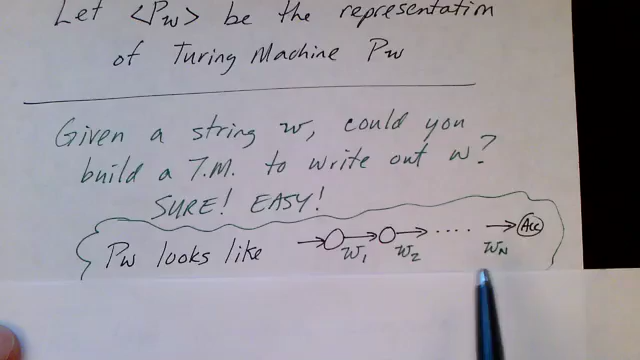 Let <Pw> be the representation
of Turing Machine Pw
Given a string w, could you
build a T.M. to write out w?
SURE! EASY!
Pw looks like → ○ → ○ → .... → Acc
w1 w2 wN